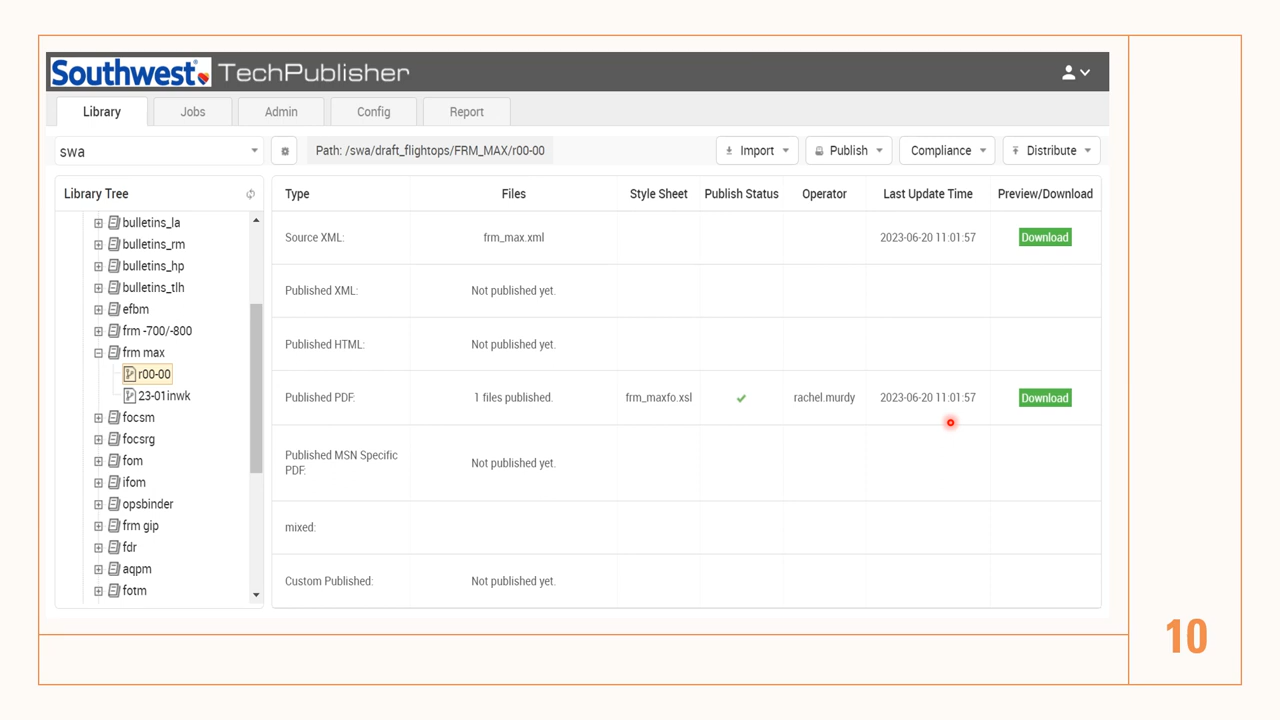 Southwest TechPublisher
Library Jobs Admin Config Report
swa Path: /swa/draft_flightops/FRM_MAX/r00-00 Import Publish Compliance Distribute
Library Tree
bulletins_la
bulletins_rm
bulletins_hp
bulletins_tlh
efbm
frm -700/-800
frm max
r00-00
23-01inwk
focsm
focsrg
fom
ifom
opsbinder
frm gip
fdr
aqpm
fotm
Type Files Style Sheet Publish Status Operator Last Update Time Preview/Download
Source XML: frm_max.xml 2023-06-20 11:01:57 Download
Published XML: Not published yet.
Published HTML: Not published yet.
Published PDF: 1 files published. frm_maxfo.xsl rachel.murdy 2023-06-20 11:01:57 Download
Published MSN Specific
PDF: Not published yet.
mixed:
Custom Published: Not published yet.
10